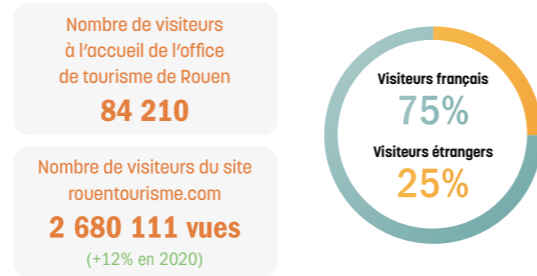 Nombre de visiteurs
à l'accueil de l'office
de tourisme de Rouen
84 210
Nombre de visiteurs du site
rouentourisme.com
2 680 111 vues
(+12% en 2020)
Visiteurs français
75%
Visiteurs étrangers
25%